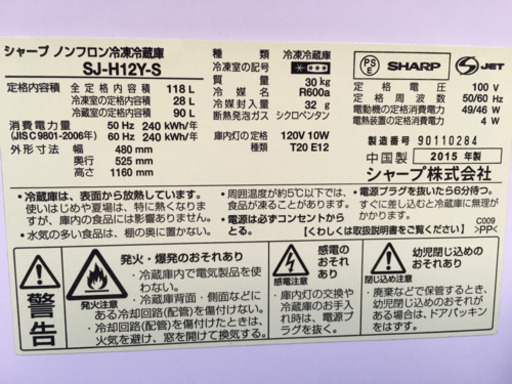 シャープ ノンフロン冷凍冷蔵庫
SJ-H12Y-S
定格内容積 全定格内容積 118 L
冷凍室の定格内容積 28 L
冷蔵室の定格内容積 90 L
消費電力量 50 Hz 240 kWh/年
(JISC9801-2006年) 60 Hz 240 kWh/年
外形寸法 幅 480 mm
奥行 525 mm
高さ 1160 mm
種類 冷凍冷蔵庫
冷凍室の記号
質量 30 kg
冷媒 R600a
冷媒封入量 32 g
断熱発泡ガス シクロペンタン
庫内灯の定格 120V 10W
T20 E12
PS
E
SHARP
JET
定格電圧 100 V
定格周波数 50/60 Hz
電動機の定格消費電力 49/46 W
電熱装置の定格消費電力 4 W
製造番号 90110284
中国製 2015 年製
シャープ株式会社
・冷蔵庫は、表面から放熱しています。
使いはじめや夏場は、特に熱くなりま
すが、庫内の食品には影響ありません。
・水気の多い食品は、棚の奥に置かない。
・周囲温度が約5℃以下では、
食品が凍ることがあります。
・電源は必ずコンセントから
とる。
・電源プラグを抜いたら6分待つ。
すぐに差し込むと冷蔵庫が
故障することがあります。
【くわしくは取扱説明書をご覧ください】
C009
>PP<
警告
発火・爆発のおそれあり
発火注意
・冷蔵庫内で電気製品を使
わない。
・冷蔵庫背面・側面などに
ある冷却回路(配管)を傷つけない。
・冷却回路(配管)を傷つけたときは、
火気を避け、窓を開けて換気する。
感電の
おそれあり
感電注意
・庫内灯の交換や
冷蔵庫のお手入
れ時は、電源プ
ラグを抜く。
幼児閉じ込めの
おそれあり
閉じ込め注意
・廃棄などで保管するとき、
幼児閉じ込めのおそれが
ある場合は、ドアパッキン
をはずす。